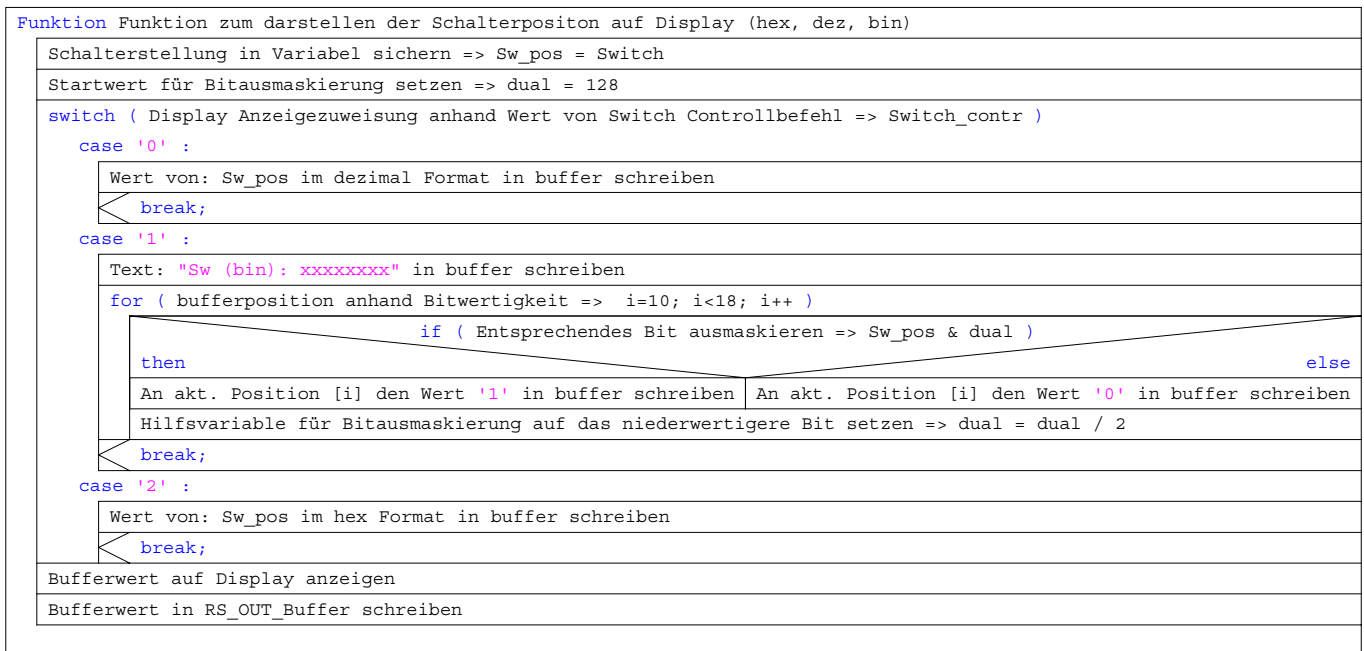 Funktion Funktion zum darstellen der Schalterpositon auf Display (hex, dez, bin)
Schalterstellung in Variabel sichern => Sw_pos = Switch
Startwert für Bitausmaskierung setzen => dual = 128
switch ( Display Anzeigezuweisung anhand Wert von Switch Controllbefehl => Switch_contr )
case '0' :
Wert von: Sw_pos im dezimal Format in buffer schreiben
break;
case '1' :
Text: "Sw (bin): xxxxxxxx" in buffer schreiben
for ( bufferposition anhand Bitwertigkeit => i=10; i<18; i++ )
if ( Entsprechendes Bit ausmaskieren => Sw_pos & dual )
then else
An akt. Position [i] den Wert '1' in buffer schreiben An akt. Position [i] den Wert '0' in buffer schreiben
Hilfsvariable für Bitausmaskierung auf das niederwertigere Bit setzen => dual = dual / 2
break;
case '2' :
Wert von: Sw_pos im hex Format in buffer schreiben
break;
Bufferwert auf Display anzeigen
Bufferwert in RS_OUT_Buffer schreiben